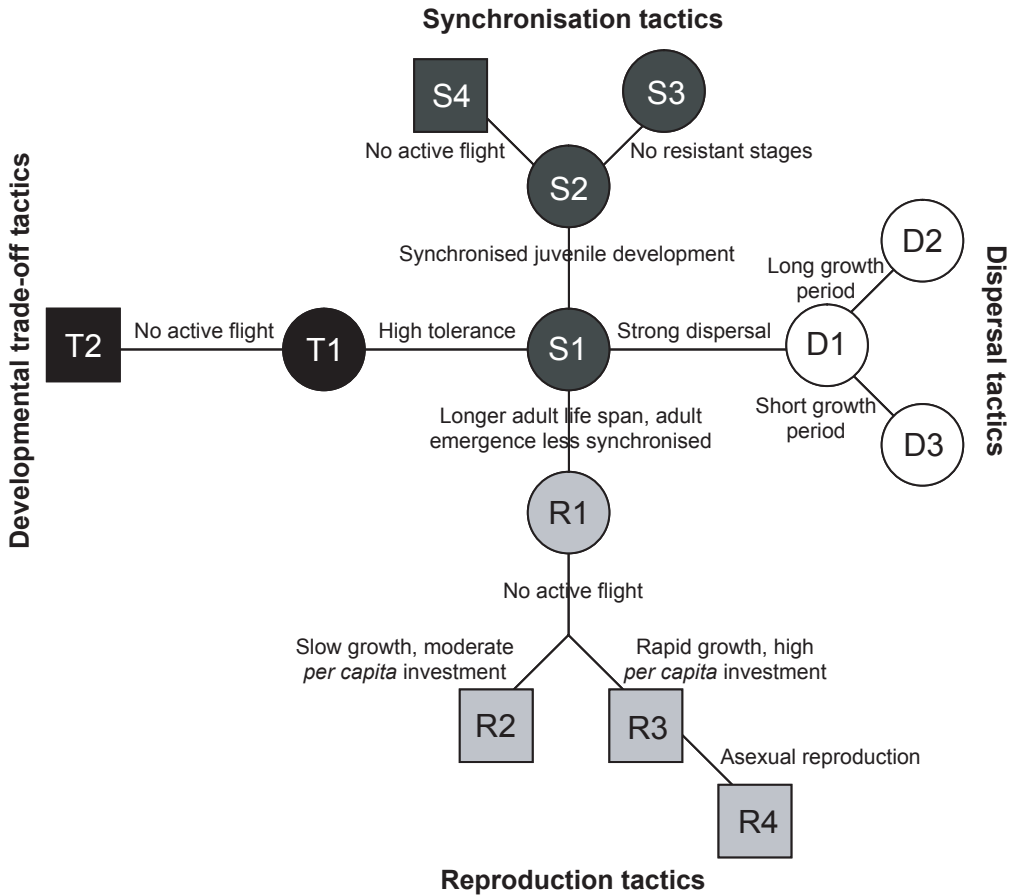 Synchronisation tactics
S4
S3
No active flight
No resistant stages
S2
Synchronised juvenile development
Developmental trade-off tactics
T2
No active flight
T1
High tolerance
S1
Strong dispersal
D1
Long growth
period
D2
Short growth
period
D3
Dispersal tactics
Longer adult life span, adult
emergence less synchronised
R1
No active flight
Slow growth, moderate
per capita investment
Rapid growth, high
per capita investment
R2
R3
Asexual reproduction
R4
Reproduction tactics